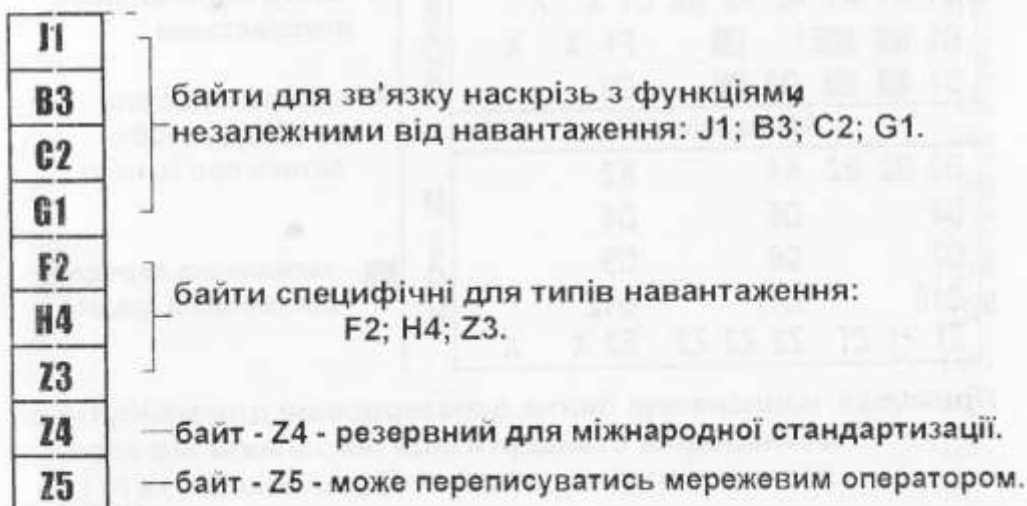 J1
B3
C2
G1
F2
H4
Z3
Z4
Z5
байти для зв'язку наскрізь з функціями
незалежними від навантаження: J1; B3; C2; G1.
байти специфічні для типів навантаження:
F2; H4; Z3.
байт - Z4 - резервний для міжнародної стандартизації.
байт - Z5 - може переписуватись мережевим оператором.